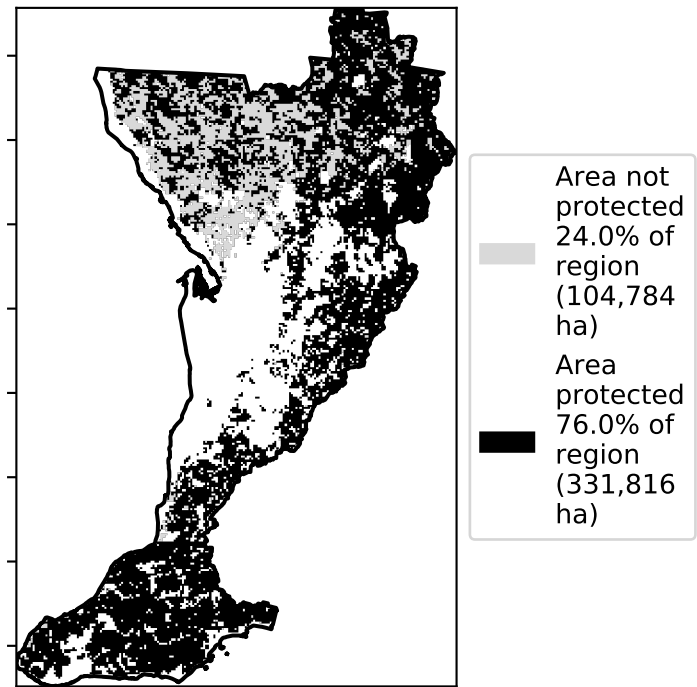 Area not
protected
24.0% of
region
(104,784
ha)
Area
protected
76.0% of
region
(331,816
ha)